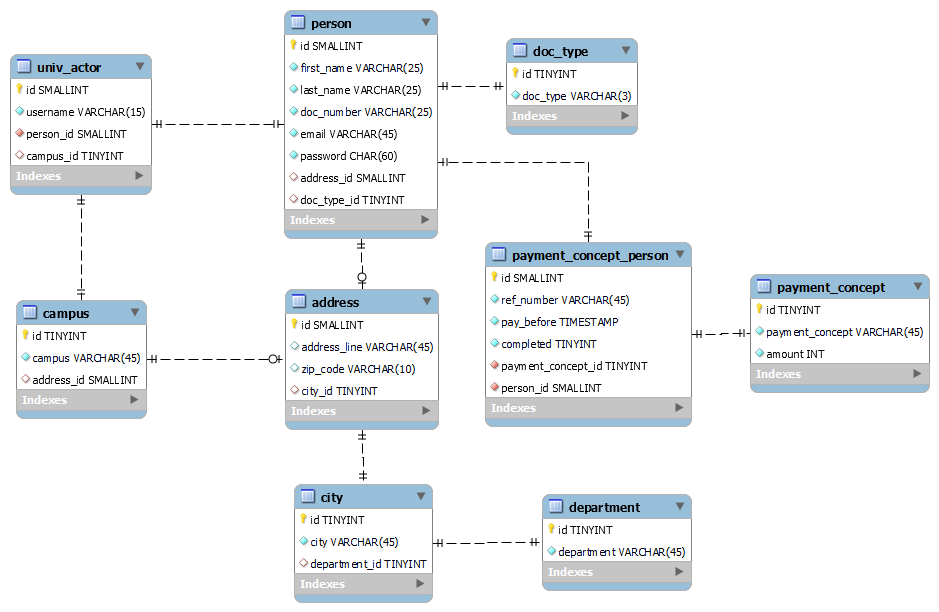 person
id SMALLINT
first_name VARCHAR(25)
last_name VARCHAR(25)
doc_number VARCHAR(25)
email VARCHAR(45)
password CHAR(60)
address_id SMALLINT
doc_type_id TINYINT
Indexes
doc_type
id TINYINT
doc_type VARCHAR(3)
Indexes
univ_actor
id SMALLINT
username VARCHAR(15)
person_id SMALLINT
campus_id TINYINT
Indexes
payment_concept_person
id SMALLINT
ref_number VARCHAR(45)
pay_before TIMESTAMP
completed TINYINT
payment_concept_id TINYINT
person_id SMALLINT
Indexes
payment_concept
id TINYINT
payment_concept VARCHAR(45)
amount INT
Indexes
campus
id TINYINT
campus VARCHAR(45)
address_id SMALLINT
Indexes
address
id SMALLINT
address_line VARCHAR(45)
zip_code VARCHAR(10)
city_id TINYINT
Indexes
city
id TINYINT
city VARCHAR(45)
department_id TINYINT
Indexes
department
id TINYINT
department VARCHAR(45)
Indexes